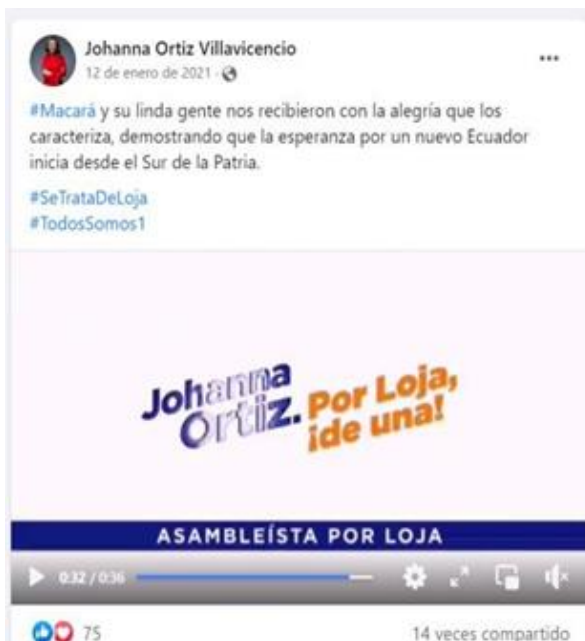 Johanna Ortiz Villavicencio
12 de enero de 2021 ·
#Macará y su linda gente nos recibieron con la alegría que los
caracteriza, demostrando que la esperanza por un nuevo Ecuador
inicia desde el Sur de la Patria.
#SeTrataDeLoja
#TodosSomos1
Johanna
Ortiz.
Por Loja,
¡de una!
ASAMBLEÍSTA POR LOJA
0:32 / 0:36
75
14 veces compartido